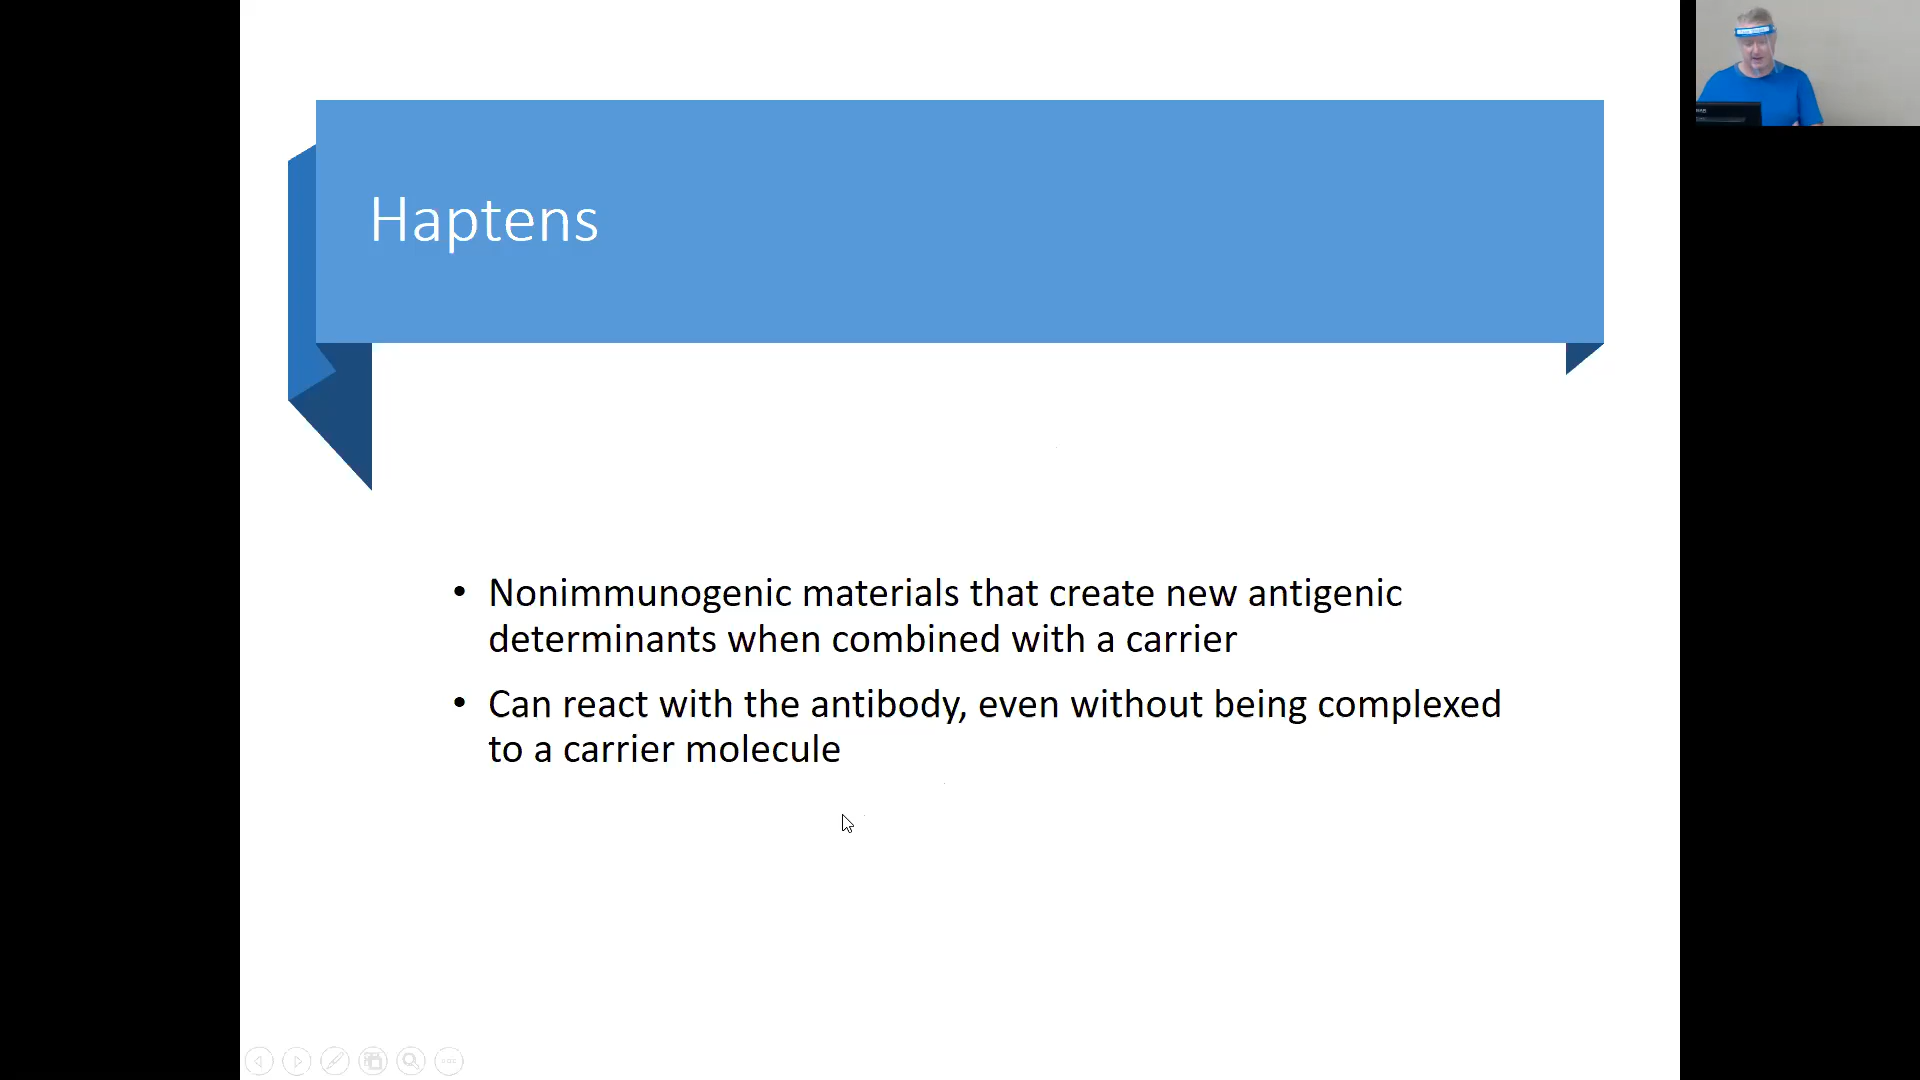 Haptens
• Nonimmunogenic materials that create new antigenic
determinants when combined with a carrier
• Can react with the antibody, even without being complexed
to a carrier molecule